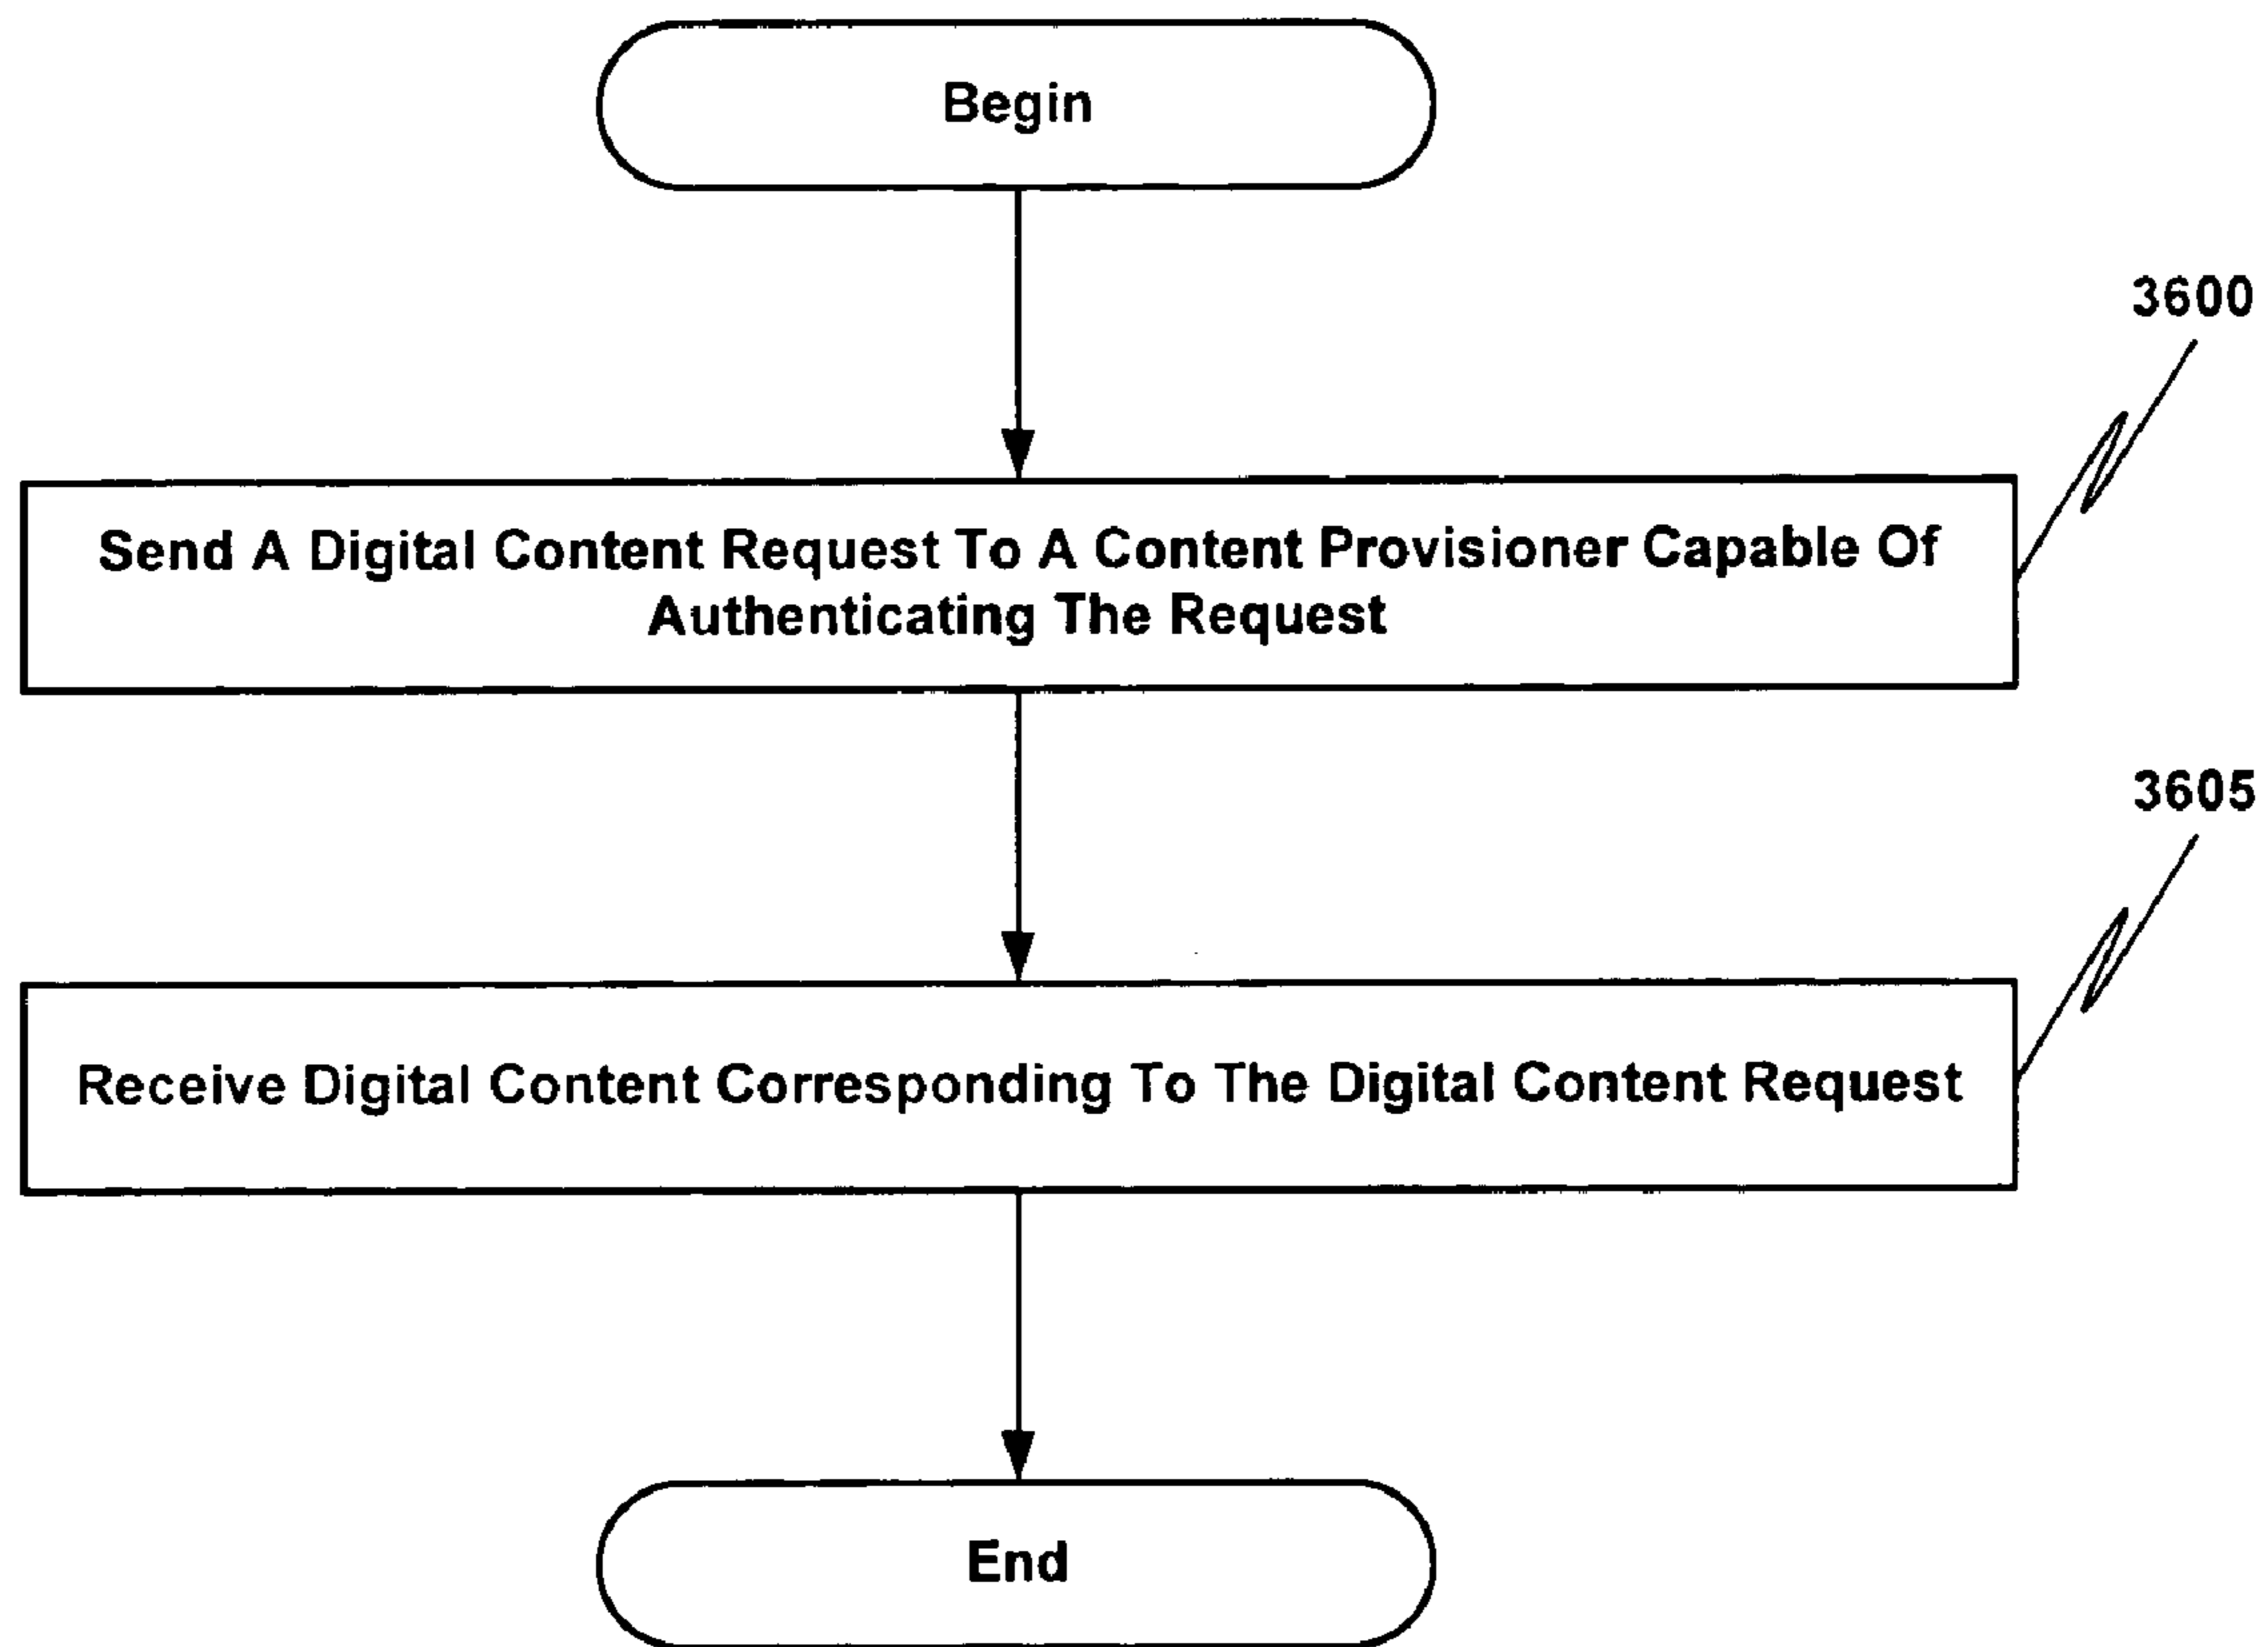 Begin
3600
Send A Digital Content Request To A Content Provisioner Capable Of
Authenticating The Request
3605
Receive Digital Content Corresponding To The Digital Content Request
End